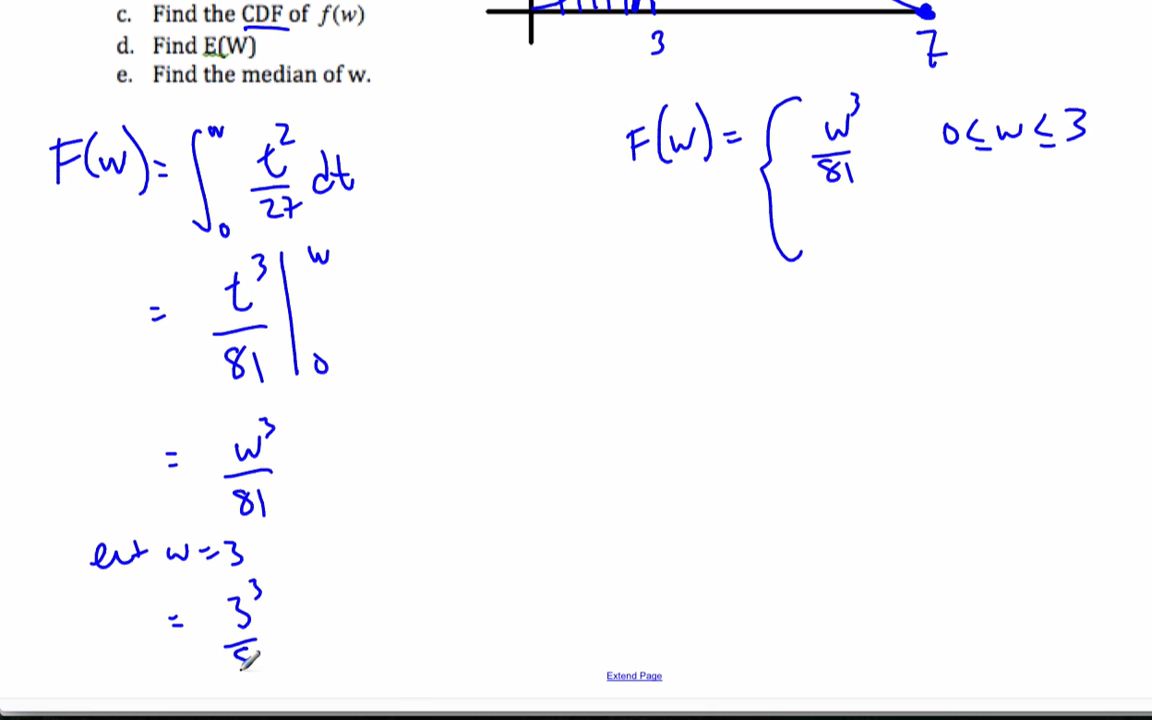 c. Find the CDF of f(w)
d. Find E(W)
e. Find the median of w.
3
7
F(w) = ∫₀ʷ t²/27 dt
= t³/81 |₀ʷ
= w³/81
let w = 3
= 3³/8
F(w) = { w³/81 0 ≤ w ≤ 3
Extend Page